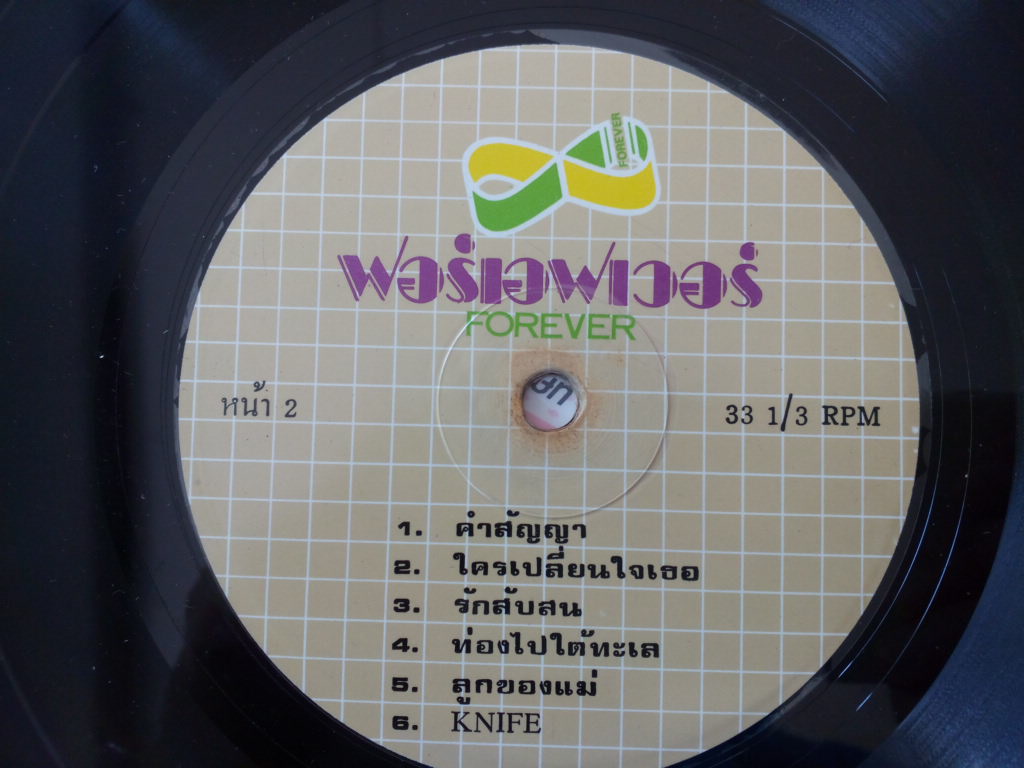 FOREVER
ฟอร์เอฟเวอร์
FOREVER
หน้า 2
33 1/3 RPM
1. คำสัญญา
2. ใครเปลี่ยนใจเธอ
3. รักสับสน
4. ท่องไปใต้ทะเล
5. ลูกของแม่
6. KNIFE